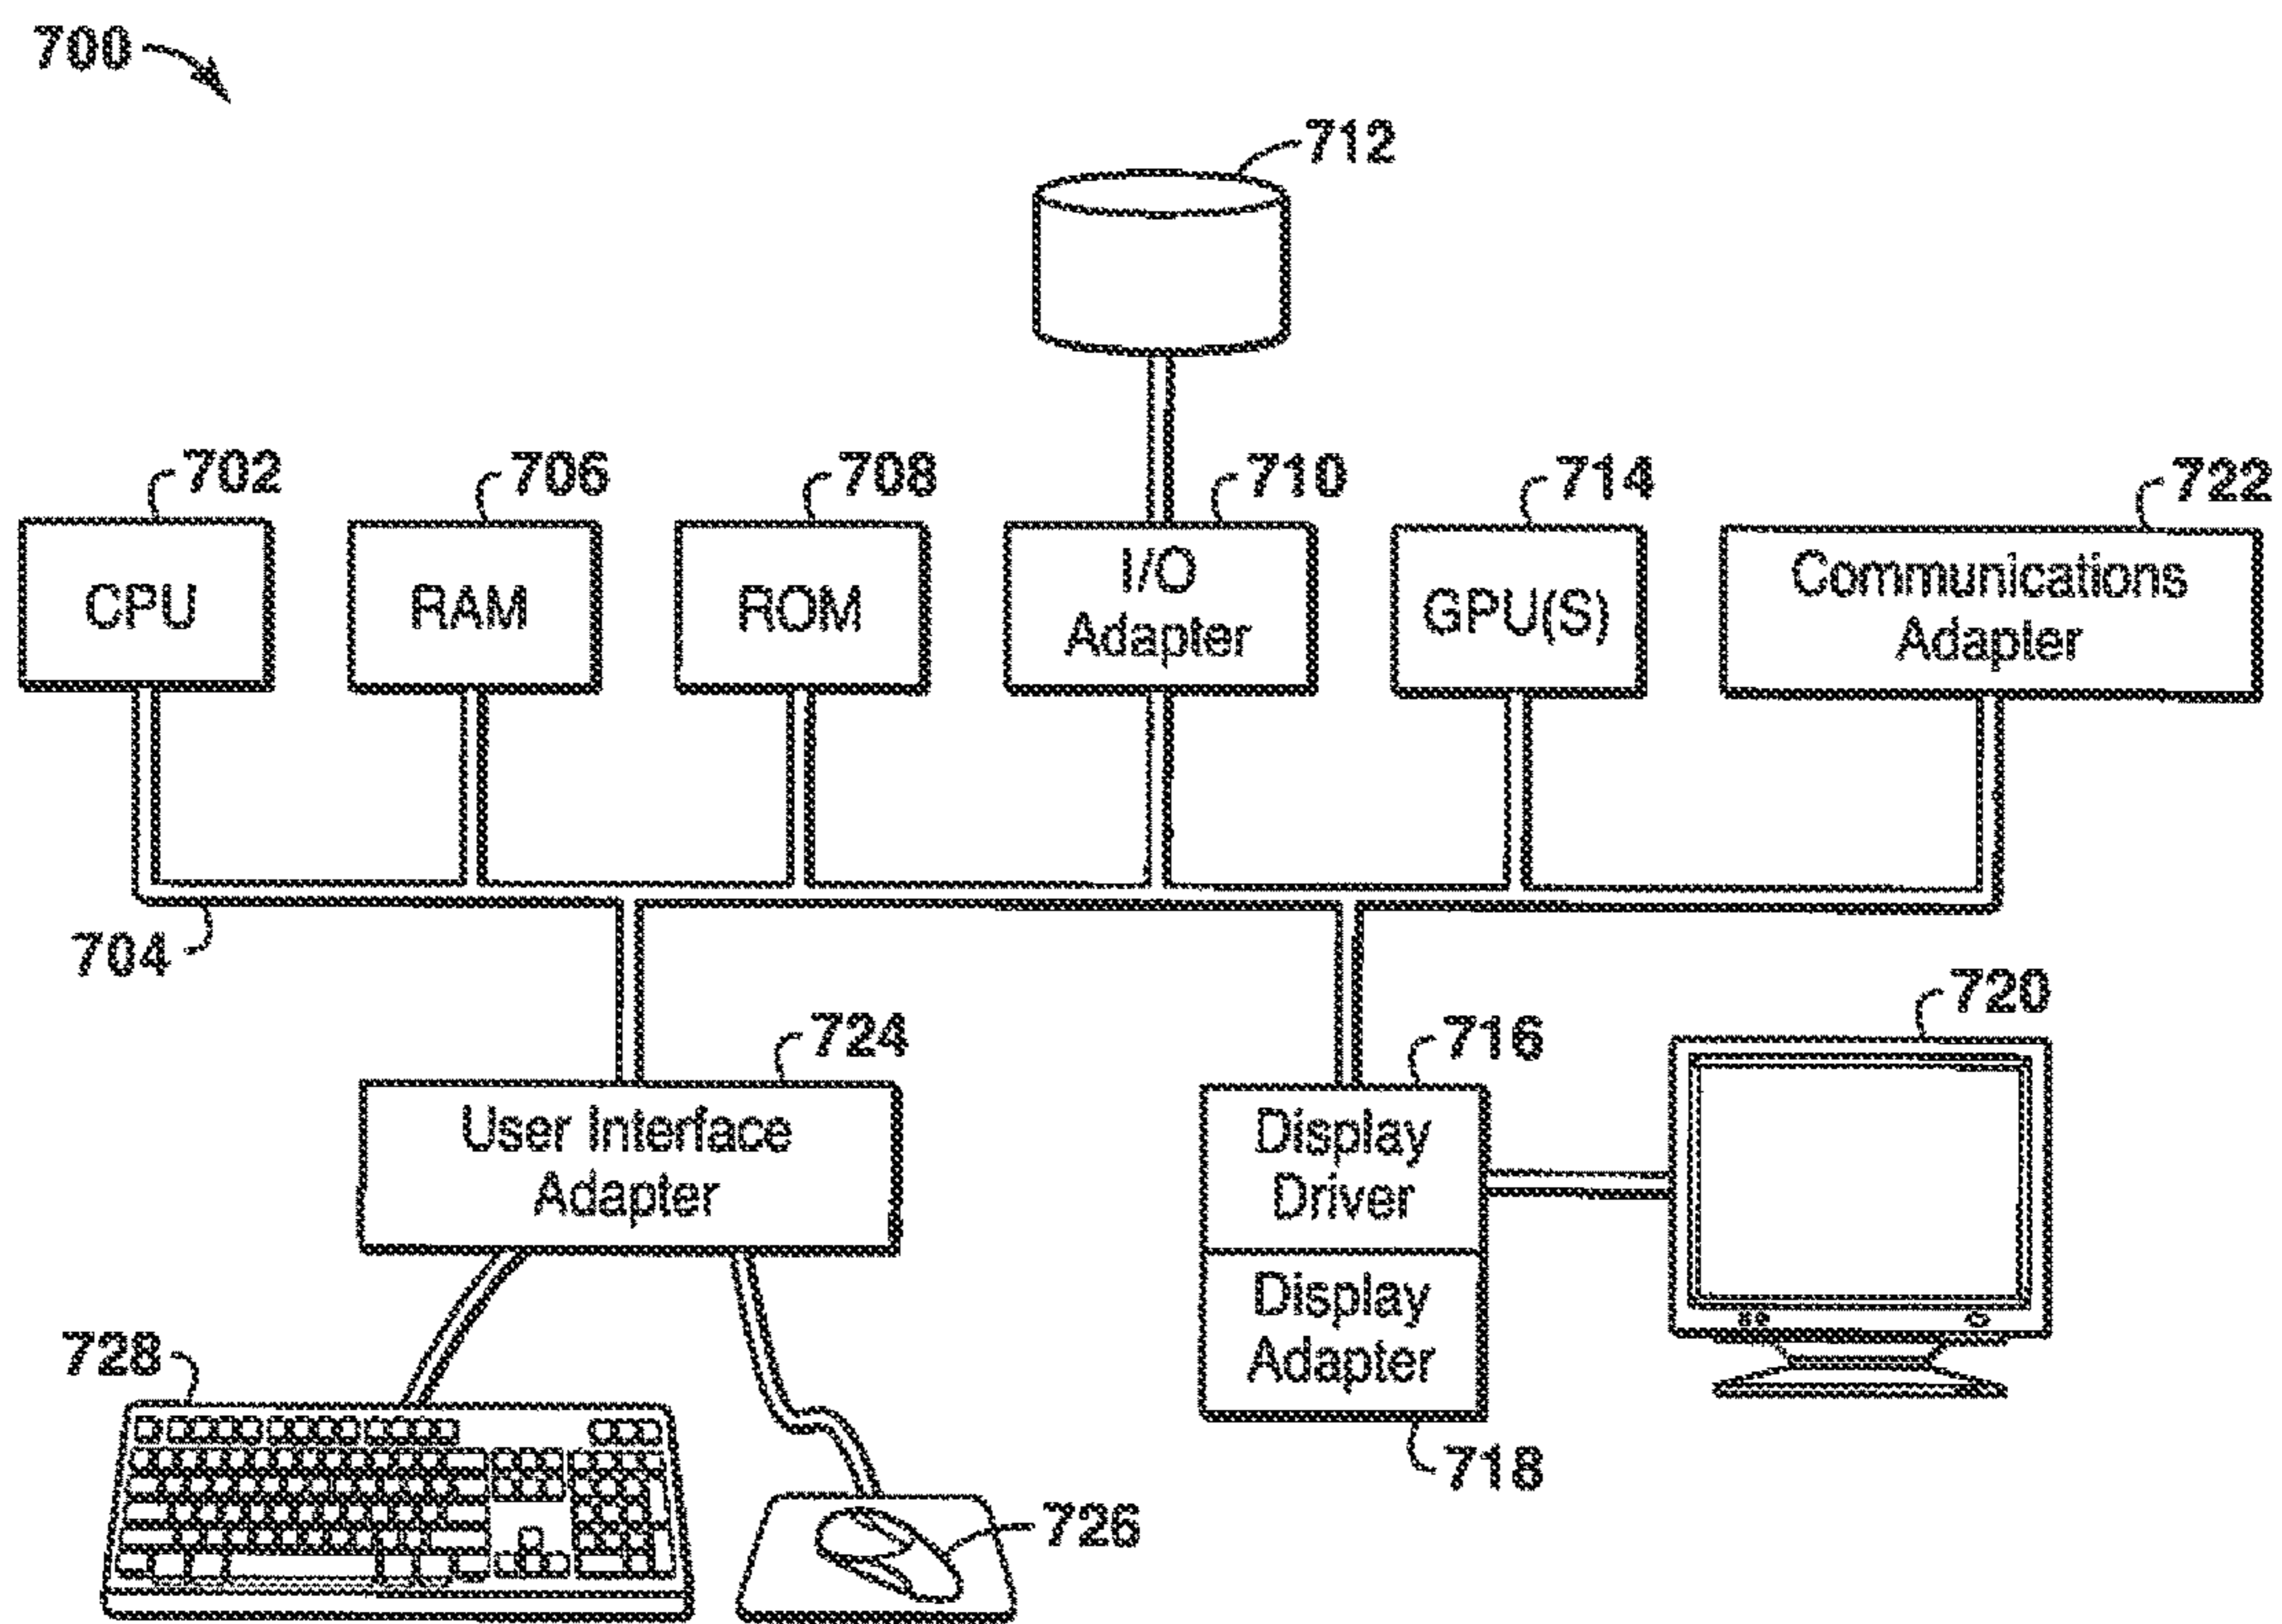 700
712
702
706
708
710
714
722
CPU
RAM
ROM
I/O
Adapter
GPU(S)
Communications
Adapter
704
724
716
720
User Interface
Adapter
Display
Driver
Display
Adapter
728
718
726